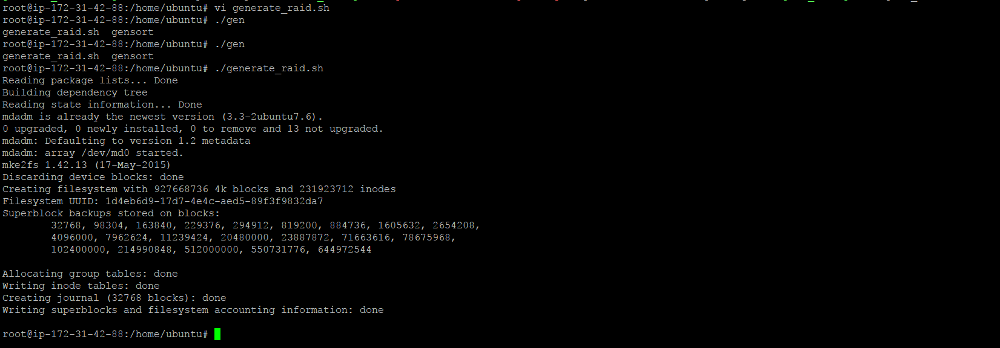 root@ip-172-31-42-88:/home/ubuntu# vi generate_raid.sh
root@ip-172-31-42-88:/home/ubuntu# ./gen
generate_raid.sh  gensort
root@ip-172-31-42-88:/home/ubuntu# ./gen
generate_raid.sh  gensort
root@ip-172-31-42-88:/home/ubuntu# ./generate_raid.sh
Reading package lists... Done
Building dependency tree
Reading state information... Done
mdadm is already the newest version (3.3-2ubuntu7.6).
0 upgraded, 0 newly installed, 0 to remove and 13 not upgraded.
mdadm: Defaulting to version 1.2 metadata
mdadm: array /dev/md0 started.
mke2fs 1.42.13 (17-May-2015)
Discarding device blocks: done
Creating filesystem with 927668736 4k blocks and 231923712 inodes
Filesystem UUID: 1d4eb6d9-17d7-4e4c-aed5-89f3f9832da7
Superblock backups stored on blocks:
        32768, 98304, 163840, 229376, 294912, 819200, 884736, 1605632, 2654208,
        4096000, 7962624, 11239424, 20480000, 23887872, 71663616, 78675968,
        102400000, 214990848, 512000000, 550731776, 644972544
Allocating group tables: done
Writing inode tables: done
Creating journal (32768 blocks): done
Writing superblocks and filesystem accounting information: done
root@ip-172-31-42-88:/home/ubuntu#